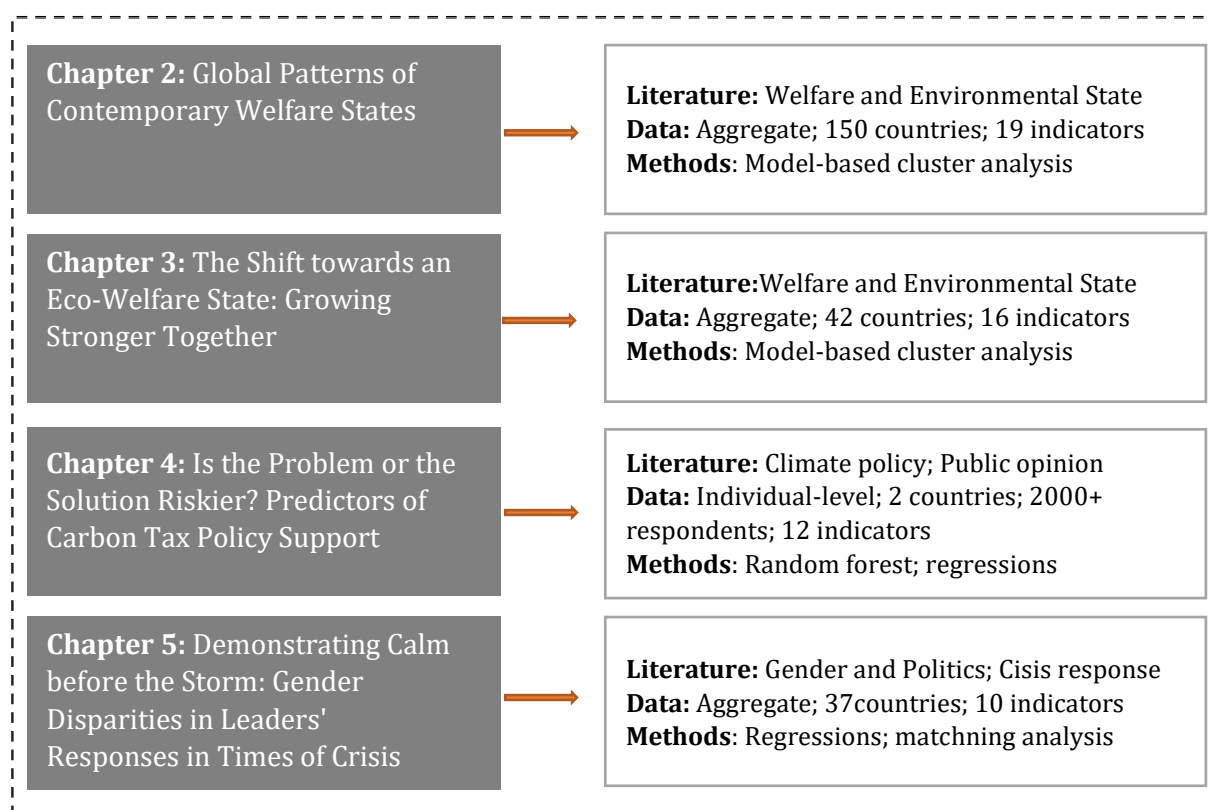 Chapter 2: Global Patterns of
Contemporary Welfare States
Literature: Welfare and Environmental State
Data: Aggregate; 150 countries; 19 indicators
Methods: Model-based cluster analysis
Chapter 3: The Shift towards an
Eco-Welfare State: Growing
Stronger Together
Literature:Welfare and Environmental State
Data: Aggregate; 42 countries; 16 indicators
Methods: Model-based cluster analysis
Chapter 4: Is the Problem or the
Solution Riskier? Predictors of
Carbon Tax Policy Support
Literature: Climate policy; Public opinion
Data: Individual-level; 2 countries; 2000+
respondents; 12 indicators
Methods: Random forest; regressions
Chapter 5: Demonstrating Calm
before the Storm: Gender
Disparities in Leaders'
Responses in Times of Crisis
Literature: Gender and Politics; Cisis response
Data: Aggregate; 37countries; 10 indicators
Methods: Regressions; matchning analysis